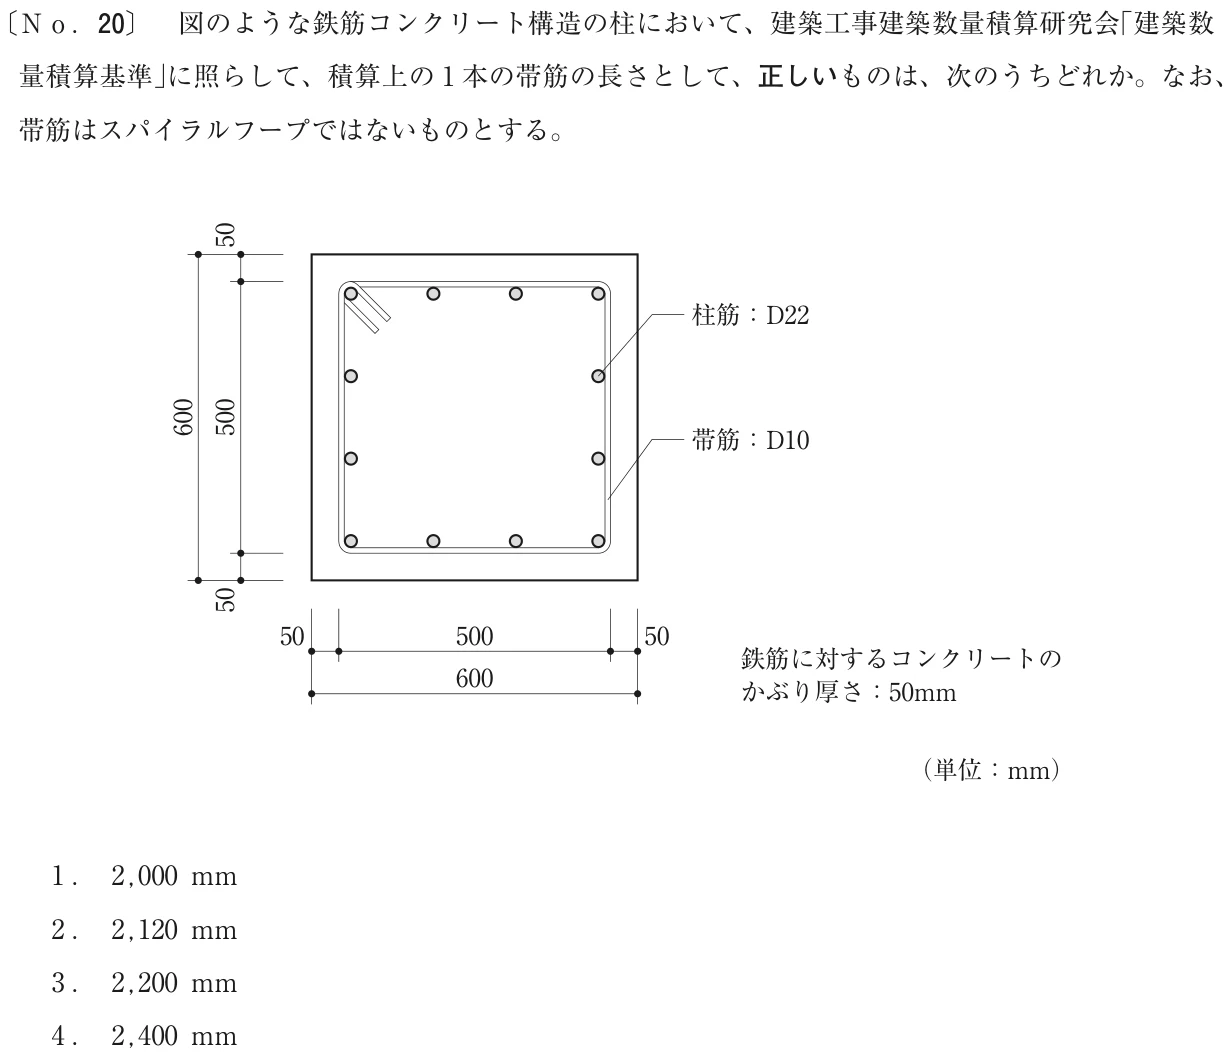 〔Ｎｏ．20〕　図のような鉄筋コンクリート構造の柱において、建築工事建築数量積算研究会「建築数
量積算基準」に照らして、積算上の１本の帯筋の長さとして、正しいものは、次のうちどれか。なお、
帯筋はスパイラルフープではないものとする。
50
600
500
50
柱筋：D22
帯筋：D10
50
500
50
600
鉄筋に対するコンクリートの
かぶり厚さ：50mm
（単位：mm）
１． 2,000 mm
２． 2,120 mm
３． 2,200 mm
４． 2,400 mm